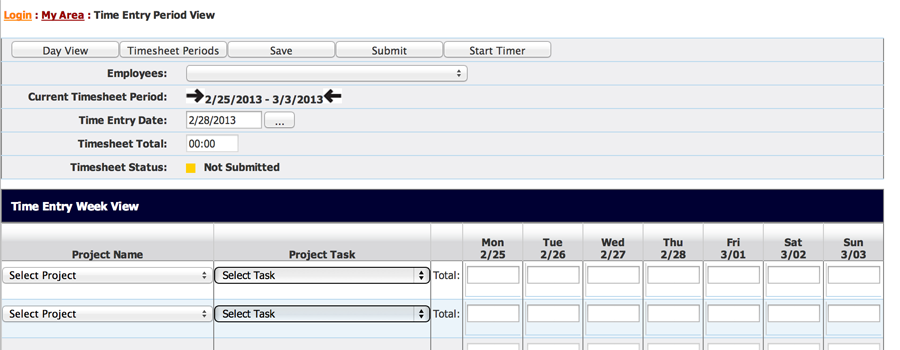 Login : My Area : Time Entry Period View
Day View Timesheet Periods Save Submit Start Timer
Employees:
Current Timesheet Period: 2/25/2013 - 3/3/2013
Time Entry Date: 2/28/2013 ...
Timesheet Total: 00:00
Timesheet Status: Not Submitted
Time Entry Week View
Mon Tue Wed Thu Fri Sat Sun
Project Name Project Task 2/25 2/26 2/27 2/28 3/01 3/02 3/03
Select Project Select Task Total:
Select Project Select Task Total: